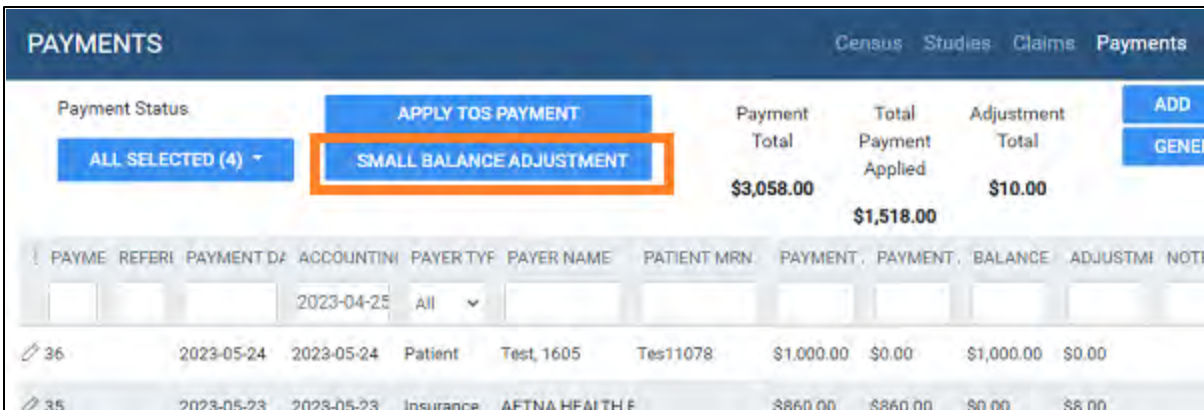 PAYMENTS Census Studies Claims Payments
Payment Status
ALL SELECTED (4)
APPLY TOS PAYMENT
SMALL BALANCE ADJUSTMENT
Payment
Total
$3,058.00
Total
Payment
Applied
$1,518.00
Adjustment
Total
$10.00
ADD
GENE
PAYME REFERI PAYMENT DA ACCOUNTIN PAYER TYF PAYER NAME PATIENT MRN PAYMENT. PAYMENT. BALANCE ADJUSTME NOTE
2023-04-25 All
36 2023-05-24 2023-05-24 Patient Test, 1605 Tes11078 $1,000.00 $0.00 $1,000.00 $0.00
35 2023-05-23 2023-05-23 Insurance AETNA HEALTH $860.00 $860.00 $0.00 $8.00